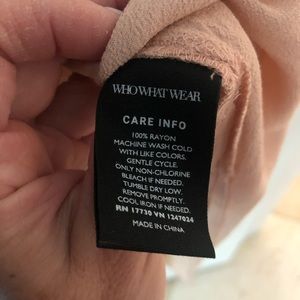 WHO WHAT WEAR
CARE INFO
100% RAYON
MACHINE WASH COLD
WITH LIKE COLORS.
GENTLE CYCLE.
ONLY NON-CHLORINE
BLEACH IF NEEDED.
TUMBLE DRY LOW.
REMOVE PROMPTLY.
COOL IRON IF NEEDED.
RN 17730 VN 1247024
MADE IN CHINA